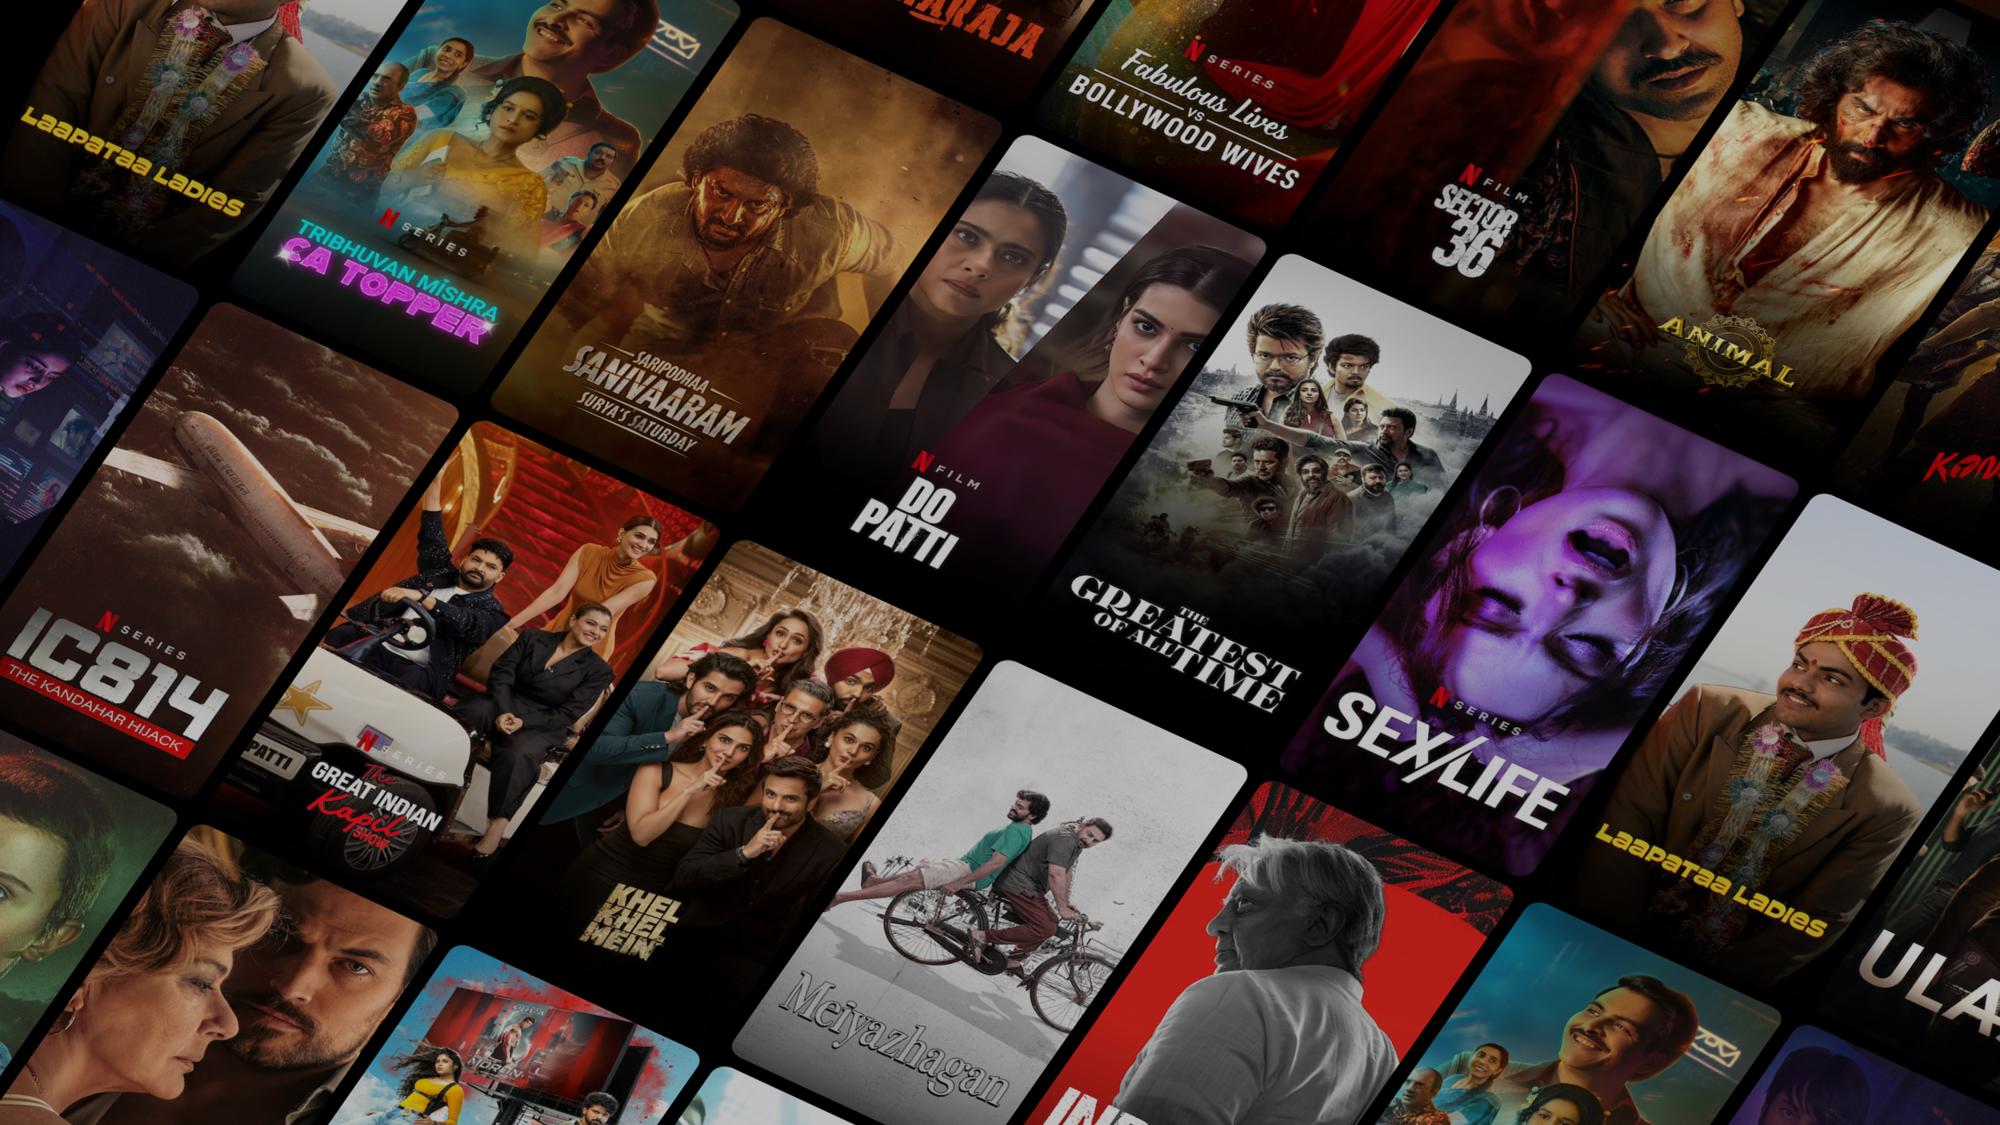 LAAPATAA LADIES
N SERIES
TRIBHUVAN MISHRA
CA TOPPER
SARIPODHAA
SANIVAARAM
SURYA'S SATURDAY
N SERIES
Fabulous Lives
VS
BOLLYWOOD WIVES
N FILM
SECTOR
36
ANIMAL
N SERIES
IC814
THE KANDAHAR HIJACK
PATTI
N SERIES
The
GREAT INDIAN
Kapil
SHOW
N FILM
DO
PATTI
THE
GREATEST
OF ALL TIME
N SERIES
SEX/LIFE
KHEL
KHEL
MEIN
Meiyazhagan
LAAPATAA LADIES